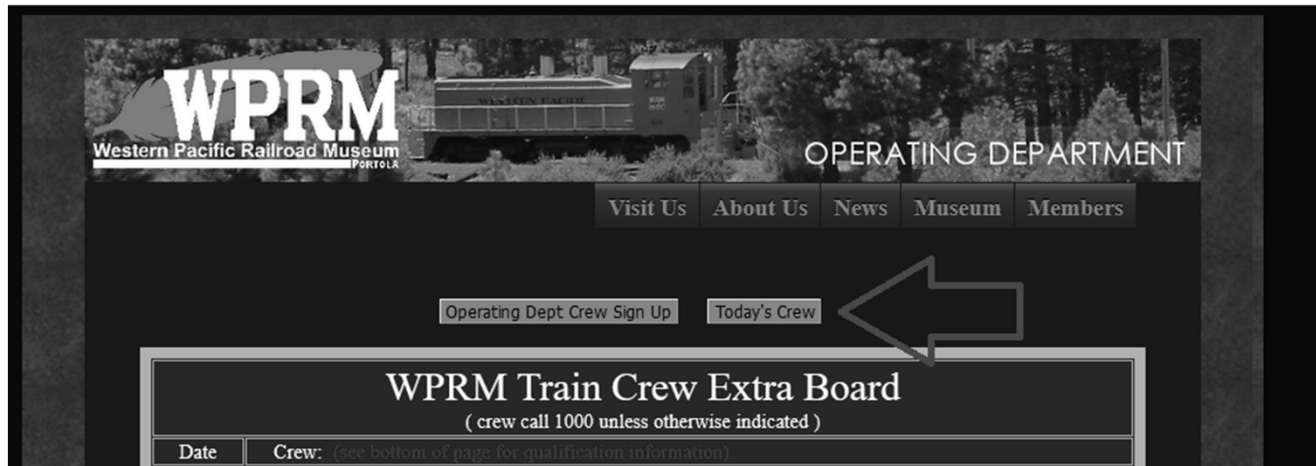 WPRM
Western Pacific Railroad Museum
PORTOLA
WESTERN PACIFIC
OPERATING DEPARTMENT
Visit Us About Us News Museum Members
Operating Dept Crew Sign Up Today's Crew
WPRM Train Crew Extra Board
( crew call 1000 unless otherwise indicated )
Date Crew: (see bottom of page for qualification information)